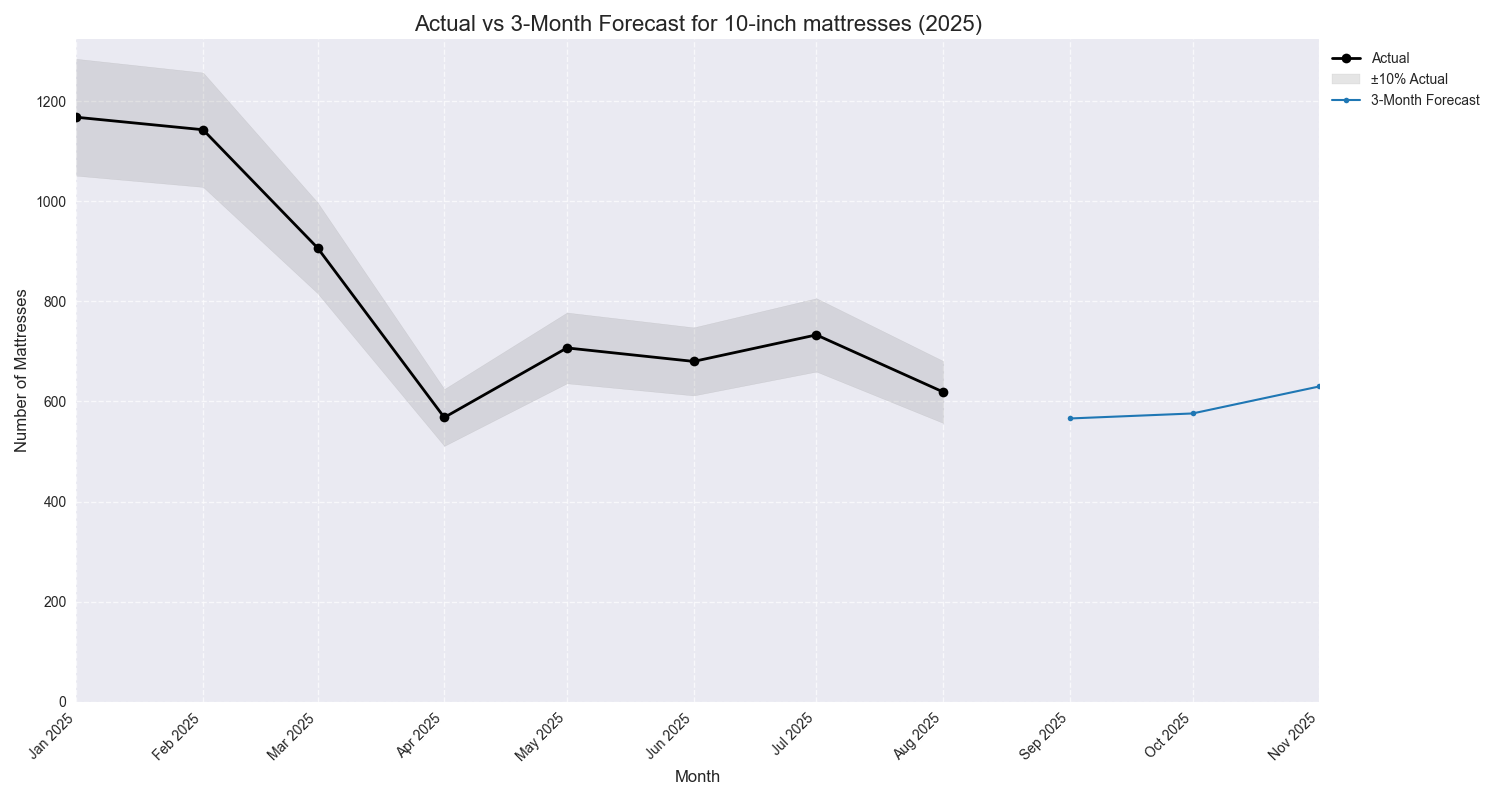 Actual vs 3-Month Forecast for 10-inch mattresses (2025)
Actual
±10% Actual
3-Month Forecast
Number of Mattresses
1200
1000
800
600
400
200
0
Jan 2025
Feb 2025
Mar 2025
Apr 2025
May 2025
Jun 2025
Jul 2025
Aug 2025
Sep 2025
Oct 2025
Nov 2025
Month